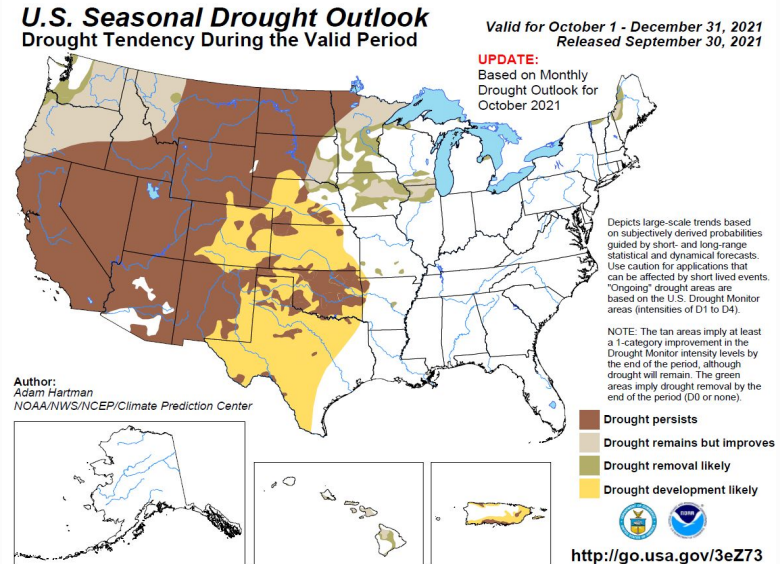 U.S. Seasonal Drought Outlook
Drought Tendency During the Valid Period
Valid for October 1 - December 31, 2021
Released September 30, 2021
UPDATE:
Based on Monthly
Drought Outlook for
October 2021
Depicts large-scale trends based
on subjectively derived probabilities
guided by short- and long-range
statistical and dynamical forecasts.
Use caution for applications that
can be affected by short lived events.
"Ongoing" drought areas are
based on the U.S. Drought Monitor
areas (intensities of D1 to D4).
NOTE: The tan areas imply at least
a 1-category improvement in the
Drought Monitor intensity levels by
the end of the period, although
drought will remain. The green
areas imply drought removal by the
end of the period (D0 or none).
Author:
Adam Hartman
NOAA/NWS/NCEP/Climate Prediction Center
Drought persists
Drought remains but improves
Drought removal likely
Drought development likely
NOAA
http://go.usa.gov/3eZ73